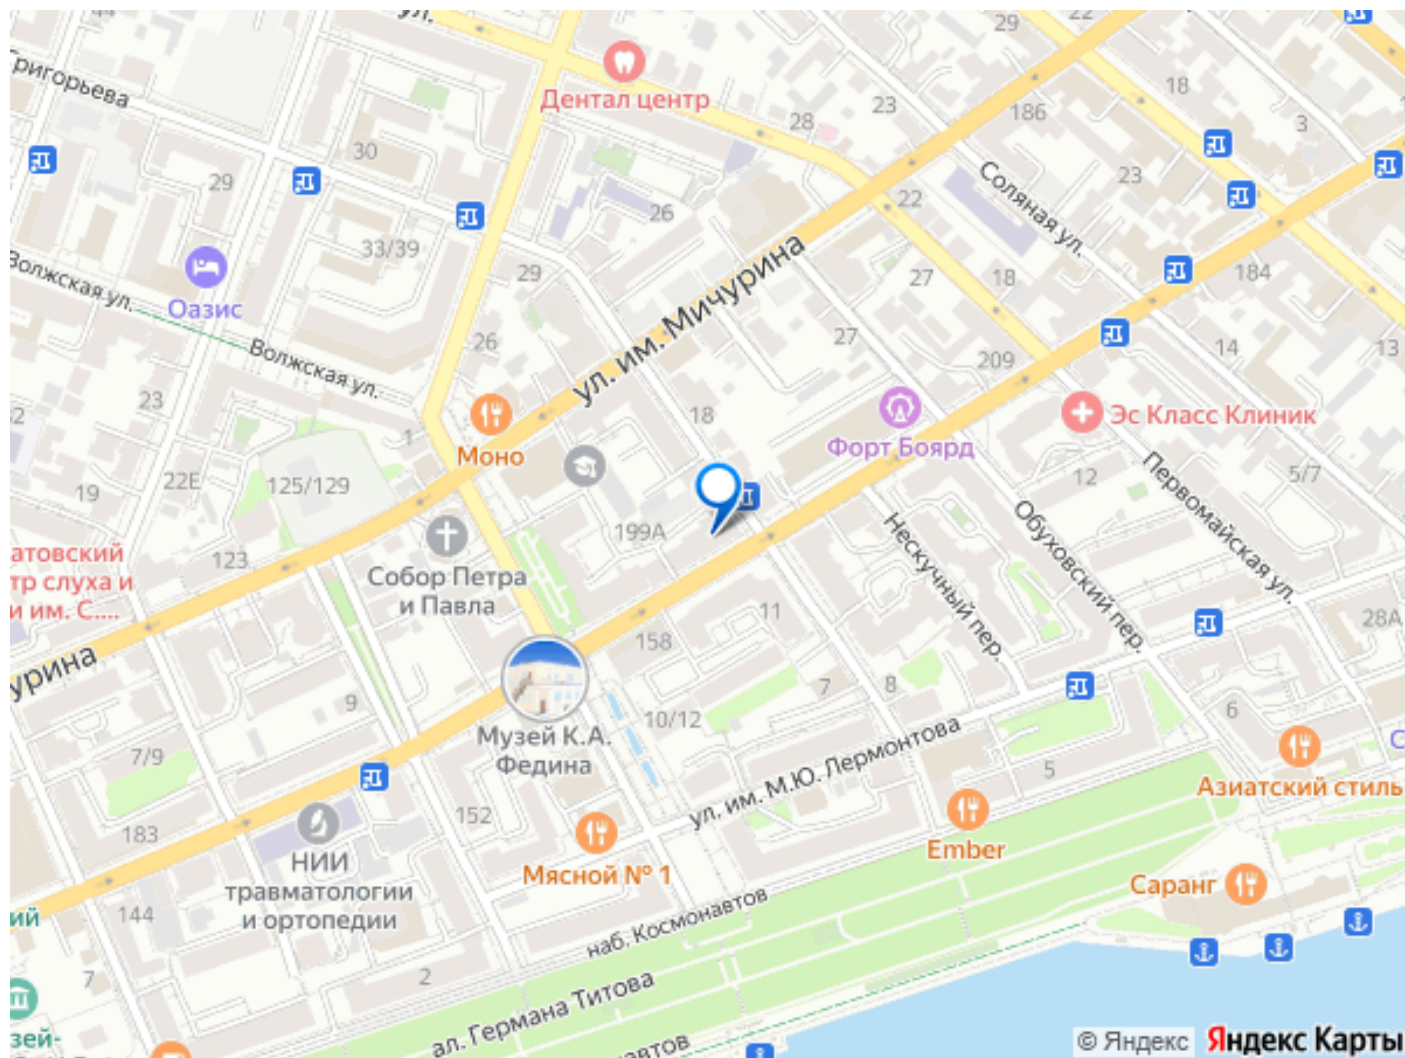 ул.
22
29
Григорьева
Дентал центр
23
28
186
18
3
30
29
26
22
Соляная ул.
23
33/39
29
27
18
184
Волжская ул.
Оазис
ул. им. Мичурина
26
27
209
14
13
Волжская ул.
23
1
18
Эс Класс Клиник
Моно
Форт Боярд
19
22Е
125/129
12
5/7
Первомайская ул.
199А
Нескучный пер.
Обуховский пер.
123
Собор Петра
и Павла
атовский
тр слуха и
и им. С....
11
28А
158
урина
9
7
8
6
10/12
Музей К.А.
Федина
7/9
ул. им. М.Ю. Лермонтова
5
Азиатский стиль
183
152
НИИ
травматологии
и ортопедии
Мясной № 1
Ember
Саранг
144
ий
наб. Космонавтов
7
2
ал. Германа Титова
зей-
навтов
© Яндекс Яндекс Карты